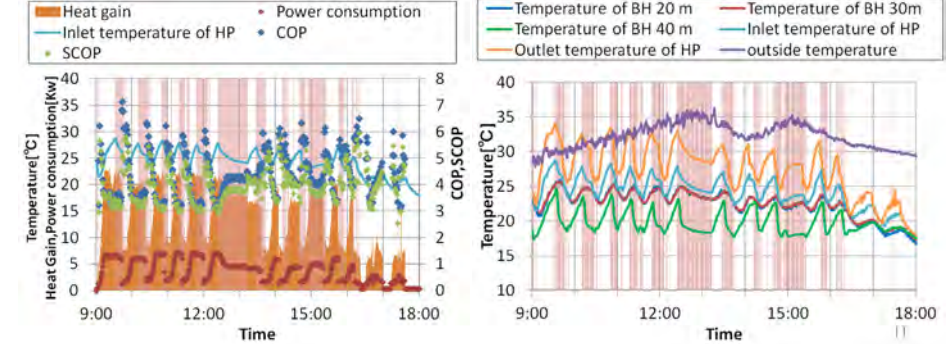 Heat gain
Power consumption
Inlet temperature of HP
COP
SCOP
40
35
30
25
20
15
10
5
0
8
7
6
5
4
3
2
1
0
Temperature[℃]
Heat Gain,Power consumption[Kw]
COP,SCOP
9:00
12:00
15:00
18:00
Time
Temperature of BH 20 m
Temperature of BH 30m
Temperature of BH 40 m
Inlet temperature of HP
Outlet temperature of HP
outside temperature
40
35
30
25
20
15
10
Temperature[℃]
9:00
12:00
15:00
18:00
Time
11